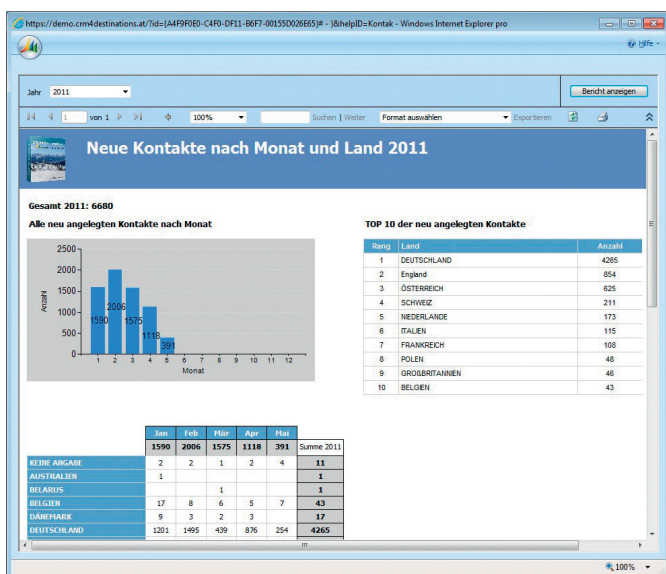 https://demo.crm4destinations.at/?id={A4F9F0E0-C4F0-DF11-B6F7-00155D026E65}# - )&helpID=Kontak - Windows Internet Explorer pro
Hilfe
Jahr 2011 Bericht anzeigen
1 von 1 100% Suchen | Weiter Format auswählen Exportieren
Neue Kontakte nach Monat und Land 2011
Gesamt 2011: 6680
Alle neu angelegten Kontakte nach Monat
2500
2000
1500
1000
500
0
Anzahl
1590 2006 1575 1118 391
1 2 3 4 5 6 7 8 9 10 11 12
Monat
TOP 10 der neu angelegten Kontakte
Rang Land Anzahl
1 DEUTSCHLAND 4265
2 England 854
3 ÖSTERREICH 625
4 SCHWEIZ 211
5 NIEDERLANDE 173
6 ITALIEN 115
7 FRANKREICH 108
8 POLEN 48
9 GROßBRITANNIEN 46
10 BELGIEN 43
Jan Feb Mär Apr Mai
1590 2006 1575 1118 391 Summe 2011
KEINE ANGABE 2 2 1 2 4 11
AUSTRALIEN 1 1
BELARUS 1 1
BELGIEN 17 8 6 5 7 43
DÄNEMARK 9 3 2 3 17
DEUTSCHLAND 1201 1495 439 876 254 4265
100%